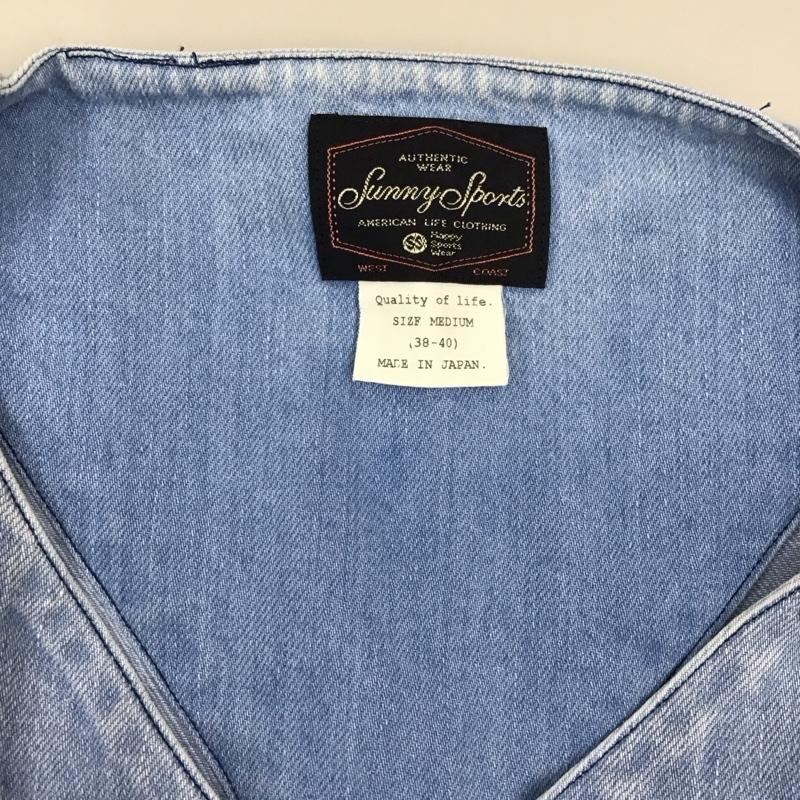 AUTHENTIC
WEAR
Sunny Sports
AMERICAN LIFE CLOTHING
SS
Happy
Sports
Wear
WEST COAST
Quality of life.
SIZE MEDIUM
(38-40)
MADE IN JAPAN.